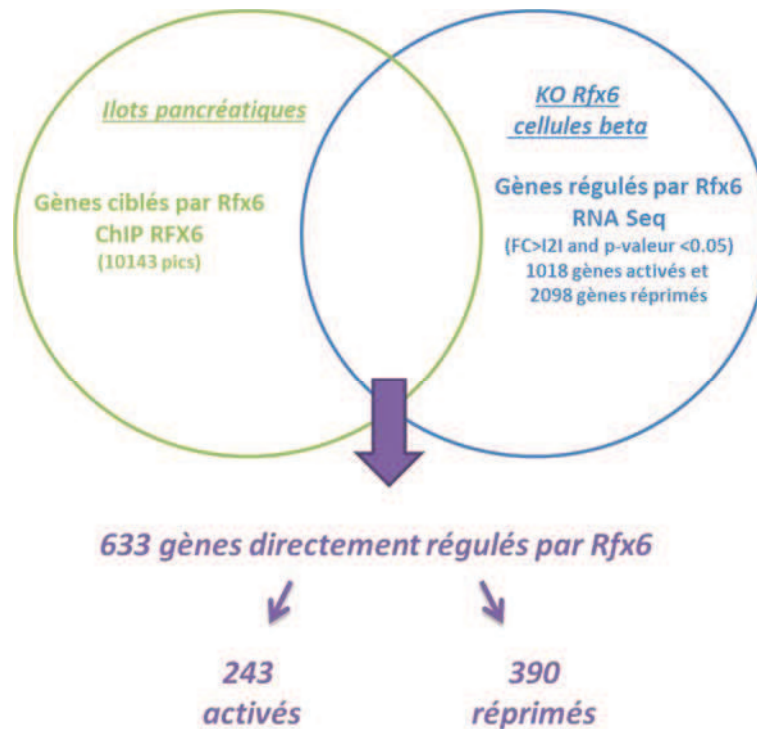 Ilots pancréatiques
Gènes ciblés par Rfx6
ChIP RFX6
(10143 pics)
KO Rfx6
cellules beta
Gènes régulés par Rfx6
RNA Seq
(FC>I2I and p-valeur <0.05)
1018 gènes activés et
2098 gènes réprimés
633 gènes directement régulés par Rfx6
243
activés
390
réprimés